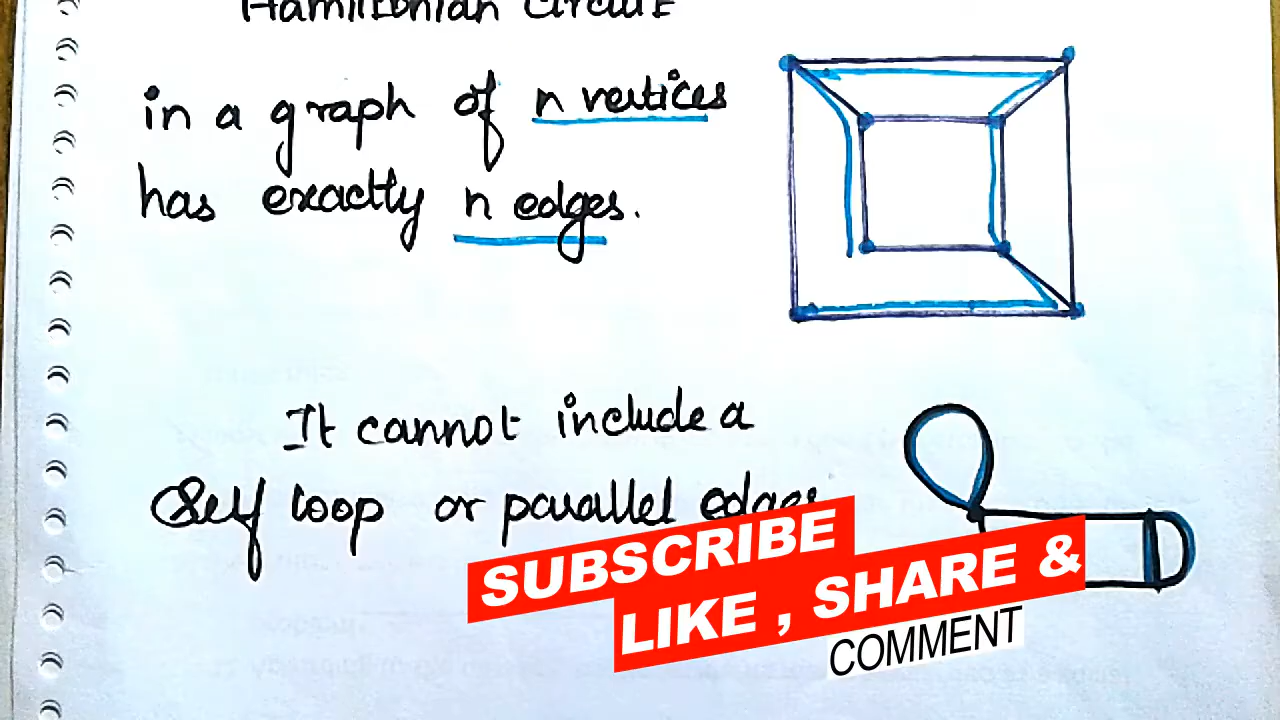 Hamiltonian Circuit
in a graph of n vertices
has exactly n edges.
It cannot include a
Self loop or parallel edges
SUBSCRIBE
LIKE , SHARE &
COMMENT